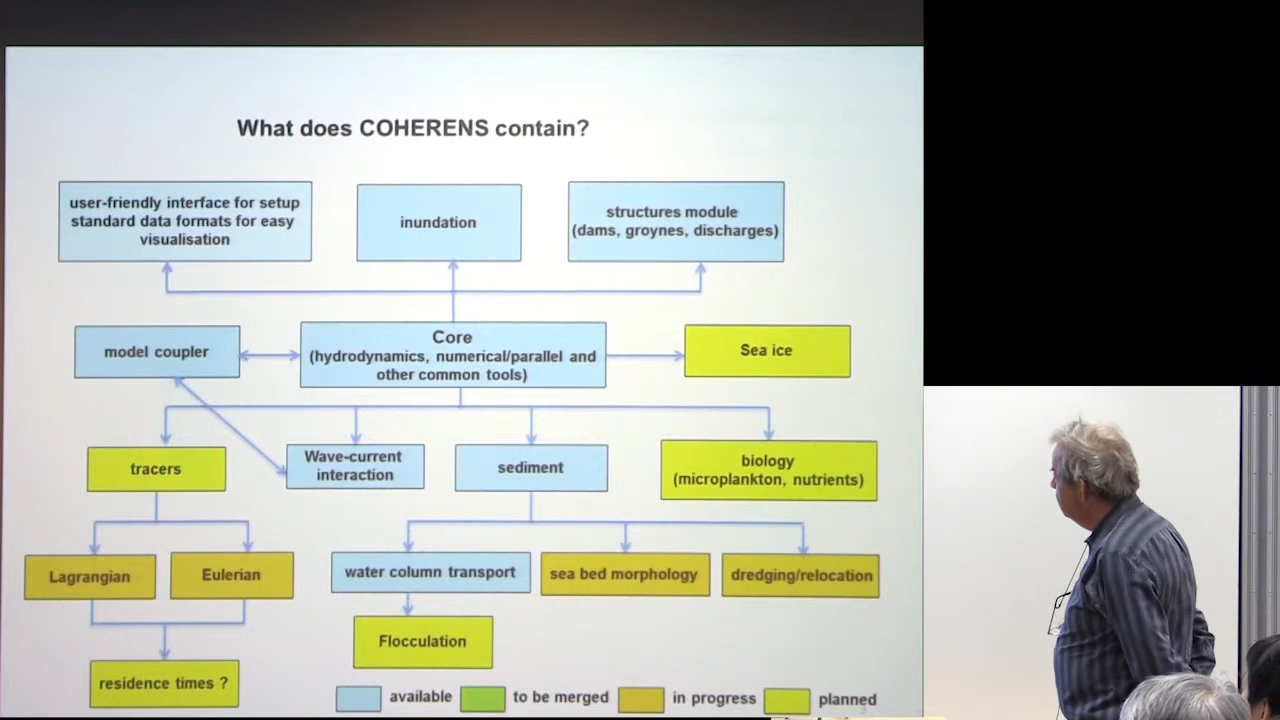 What does COHERENS contain?
user-friendly interface for setup
standard data formats for easy
visualisation
inundation
structures module
(dams, groynes, discharges)
model coupler
Core
(hydrodynamics, numerical/parallel and
other common tools)
Sea ice
tracers
Wave-current
interaction
sediment
biology
(microplankton, nutrients)
Lagrangian
Eulerian
water column transport
sea bed morphology
dredging/relocation
Flocculation
residence times ?
available
to be merged
in progress
planned